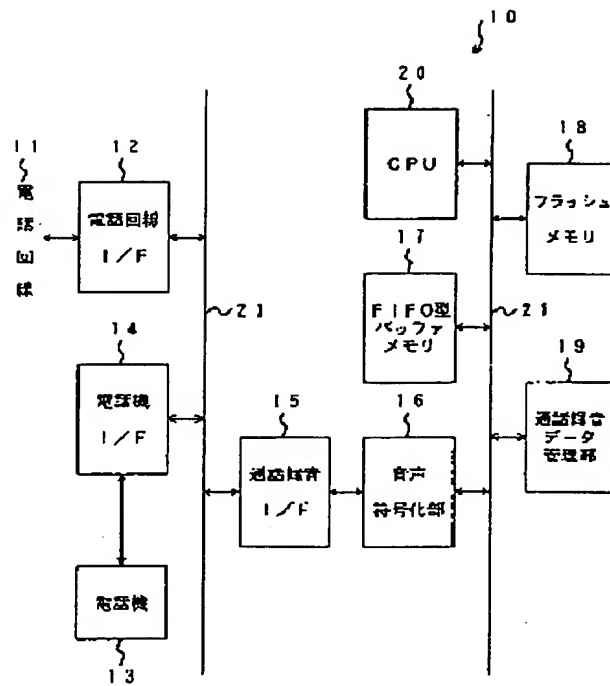 10
20
11
電話回線
12
電話回線
I/F
CPU
18
フラッシュ
メモリ
17
FIFO型
バッファ
メモリ
21
21
14
電話機
I/F
15
通話録音
I/F
16
音声
符号化部
19
通話録音
データ
管理部
電話機
13